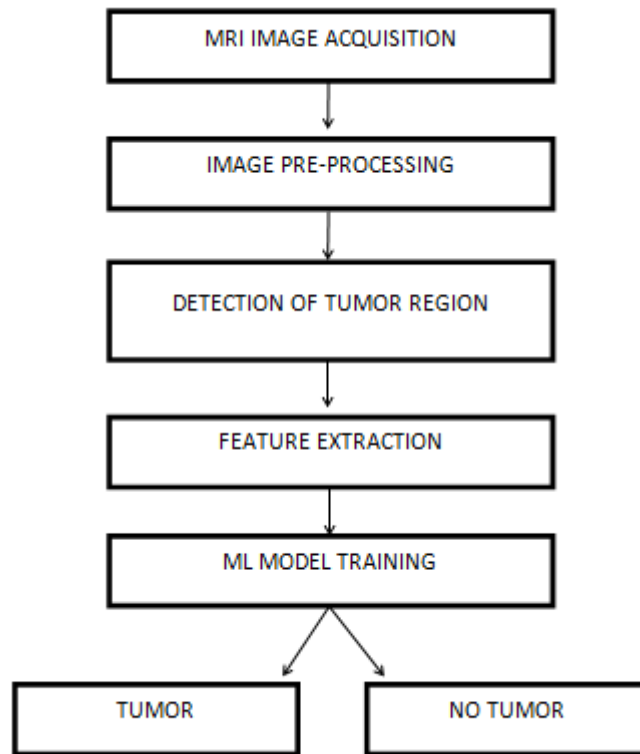 MRI IMAGE ACQUISITION
IMAGE PRE-PROCESSING
DETECTION OF TUMOR REGION
FEATURE EXTRACTION
ML MODEL TRAINING
TUMOR
NO TUMOR